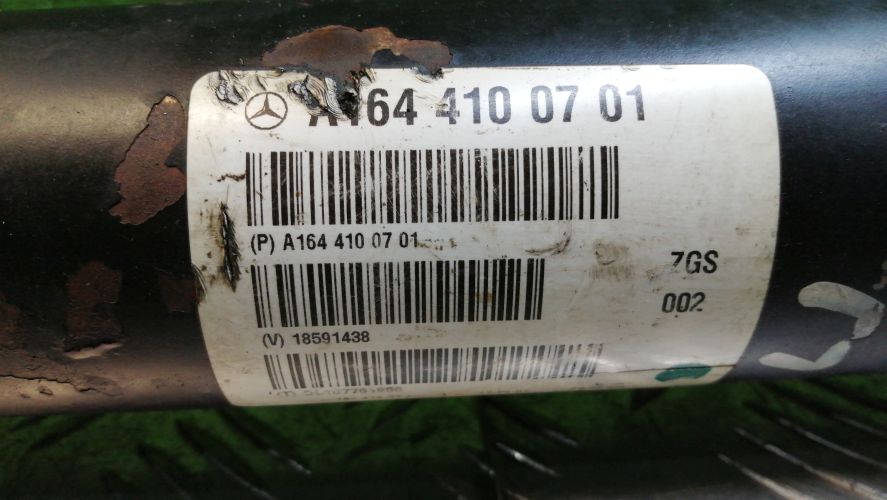 A164 410 07 01
(P) A164 410 07 01
ZGS
002
(V) 18591438